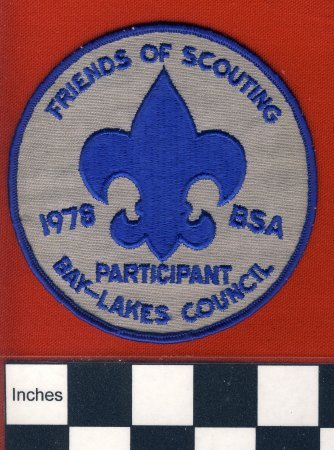 FRIENDS OF SCOUTING
1978 BSA
PARTICIPANT
BAY-LAKES COUNCIL
Inches